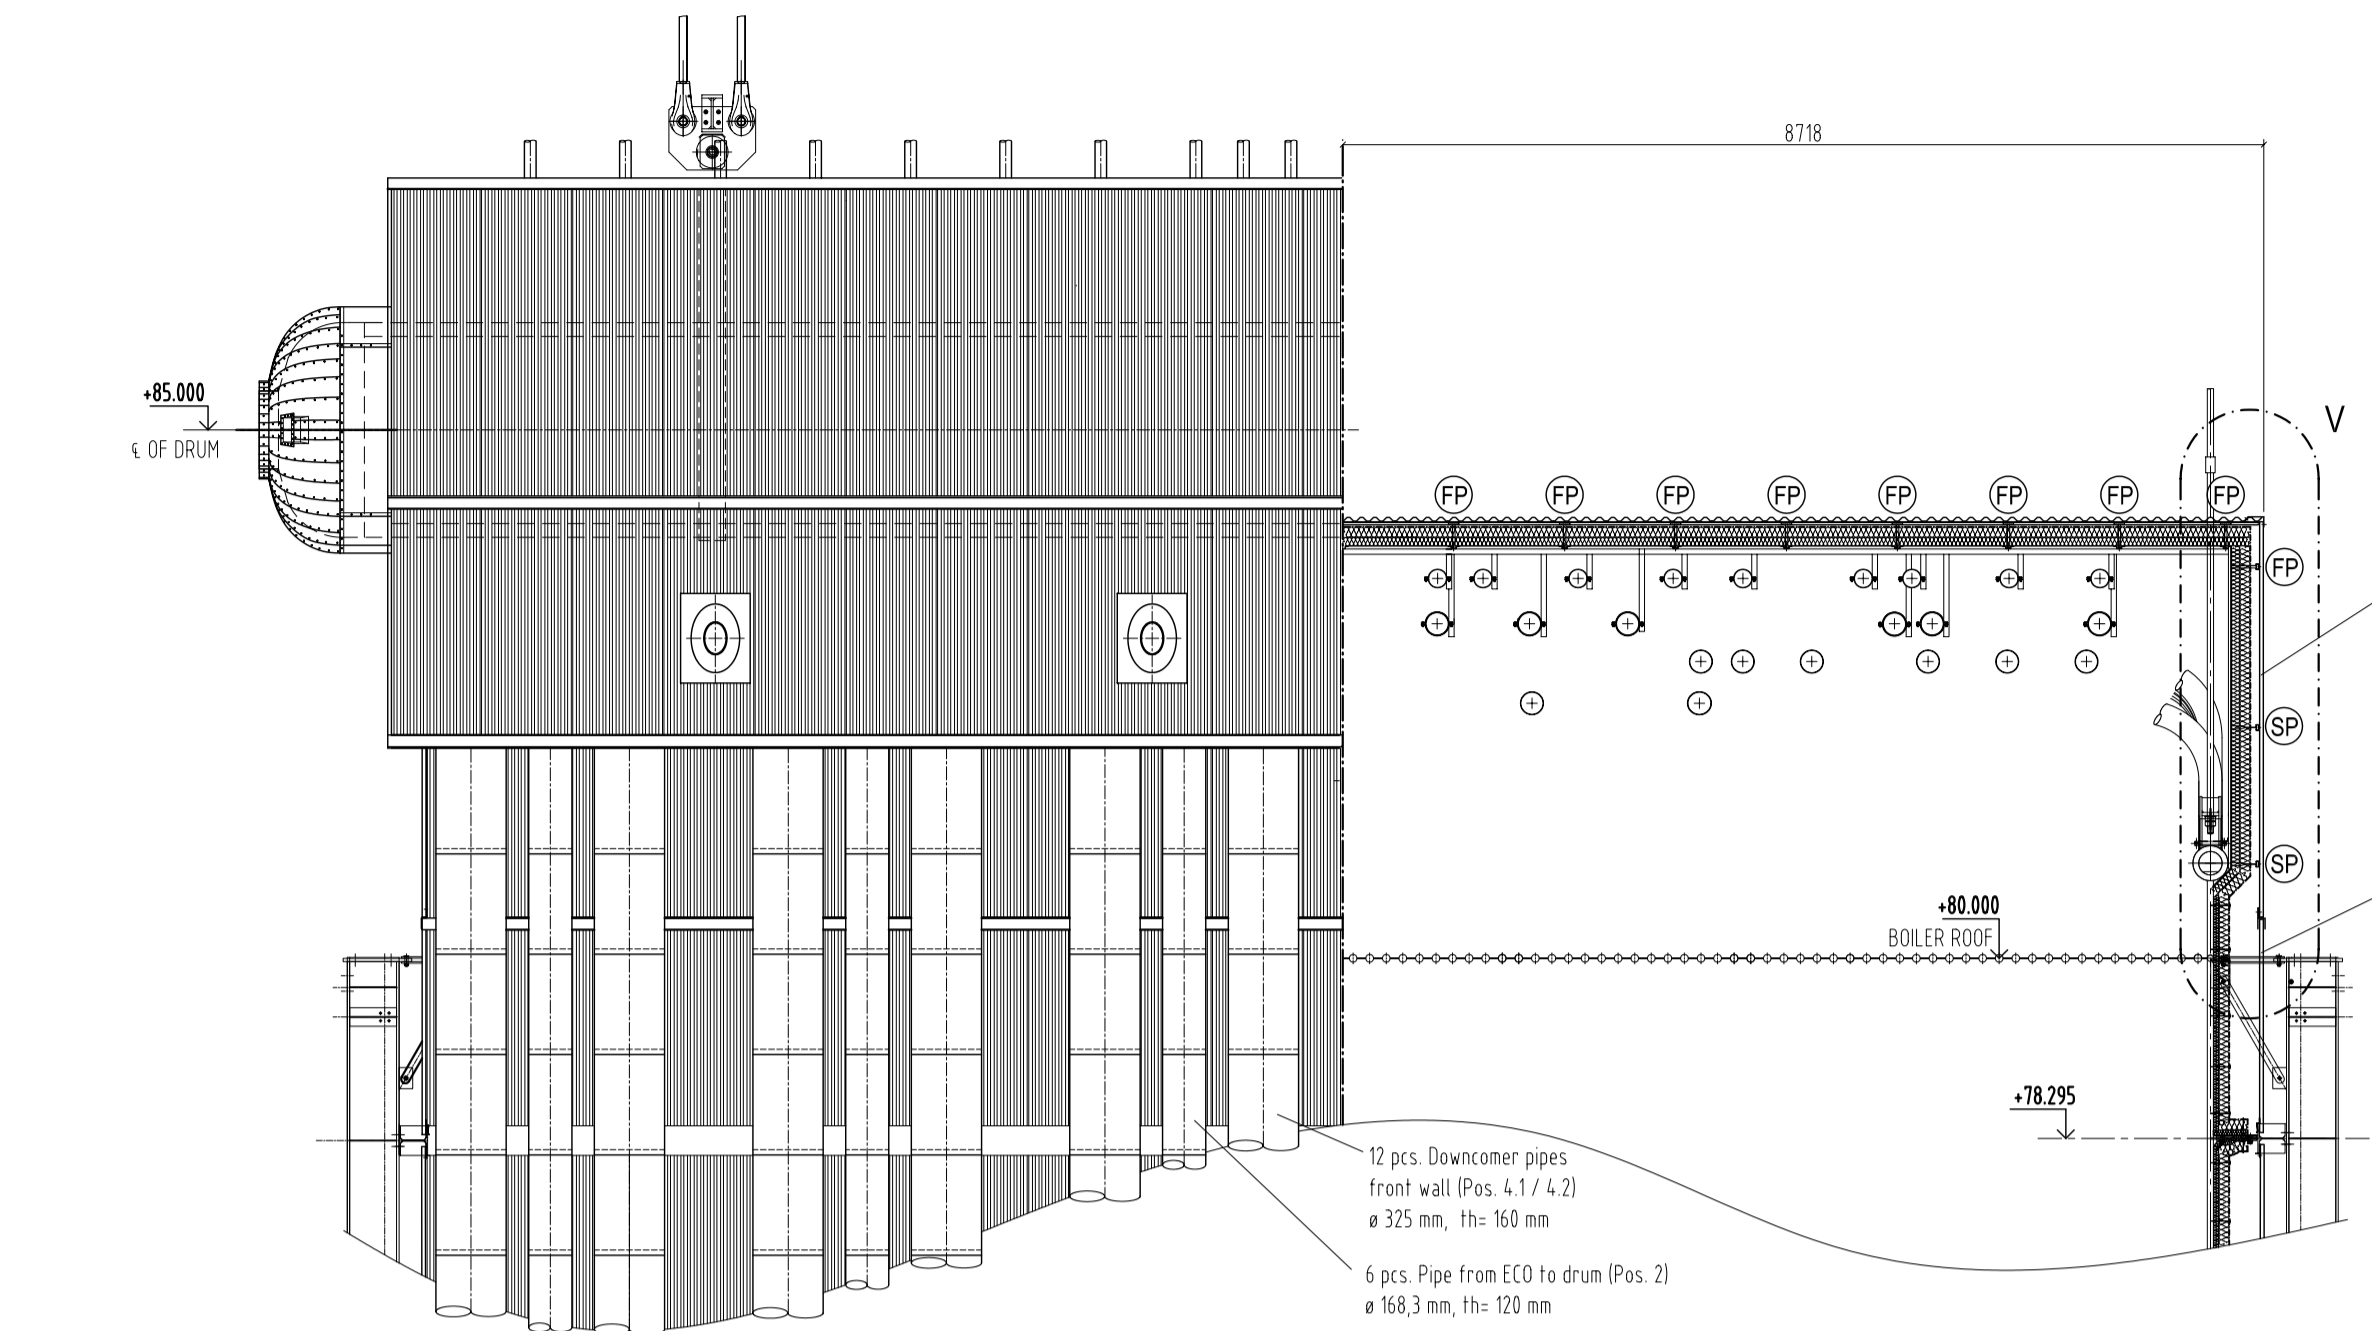 8718
+85.000
℄ OF DRUM
V
FP FP FP FP FP FP FP FP
FP
SP
SP
+80.000
BOILER ROOF
+78.295
12 pcs. Downcomer pipes
front wall (Pos. 4.1 / 4.2)
ø 325 mm, th= 160 mm
6 pcs. Pipe from ECO to drum (Pos. 2)
ø 168,3 mm, th= 120 mm